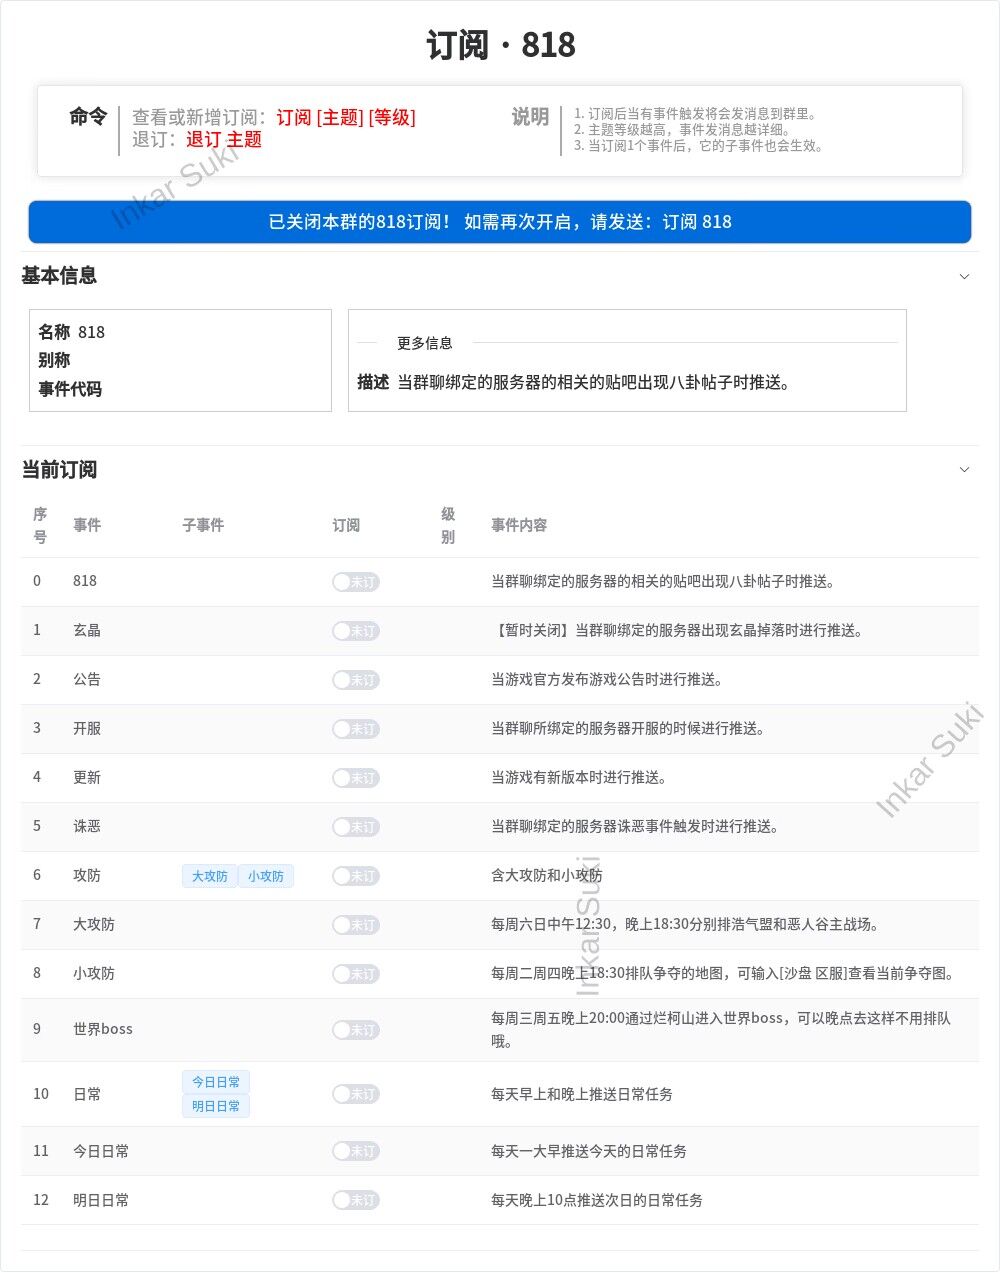 订阅 · 818
命令
查看或新增订阅：订阅 [主题] [等级]
退订：退订 主题
说明
1. 订阅后当有事件触发将会发消息到群里。
2. 主题等级越高，事件发消息越详细。
3. 当订阅1个事件后，它的子事件也会生效。
Inkar Suki
已关闭本群的818订阅！ 如需再次开启，请发送：订阅 818
基本信息
名称 818
别称
事件代码
更多信息
描述 当群聊绑定的服务器的相关的贴吧出现八卦帖子时推送。
当前订阅
序号 事件 子事件 订阅 级别 事件内容
0 818 未订 当群聊绑定的服务器的相关的贴吧出现八卦帖子时推送。
1 玄晶 未订 【暂时关闭】当群聊绑定的服务器出现玄晶掉落时进行推送。
2 公告 未订 当游戏官方发布游戏公告时进行推送。
3 开服 未订 当群聊所绑定的服务器开服的时候进行推送。
4 更新 未订 当游戏有新版本时进行推送。
Inkar Suki
5 诛恶 未订 当群聊绑定的服务器诛恶事件触发时进行推送。
6 攻防 大攻防 小攻防 未订 含大攻防和小攻防
7 大攻防 未订 每周六日中午12:30，晚上18:30分别排浩气盟和恶人谷主战场。
Inkar Suki
8 小攻防 未订 每周二周四晚上18:30排队争夺的地图，可输入[沙盘 区服]查看当前争夺图。
9 世界boss 未订 每周三周五晚上20:00通过烂柯山进入世界boss，可以晚点去这样不用排队
哦。
10 日常 今日日常 未订 每天早上和晚上推送日常任务
明日日常
11 今日日常 未订 每天一大早推送今天的日常任务
12 明日日常 未订 每天晚上10点推送次日的日常任务